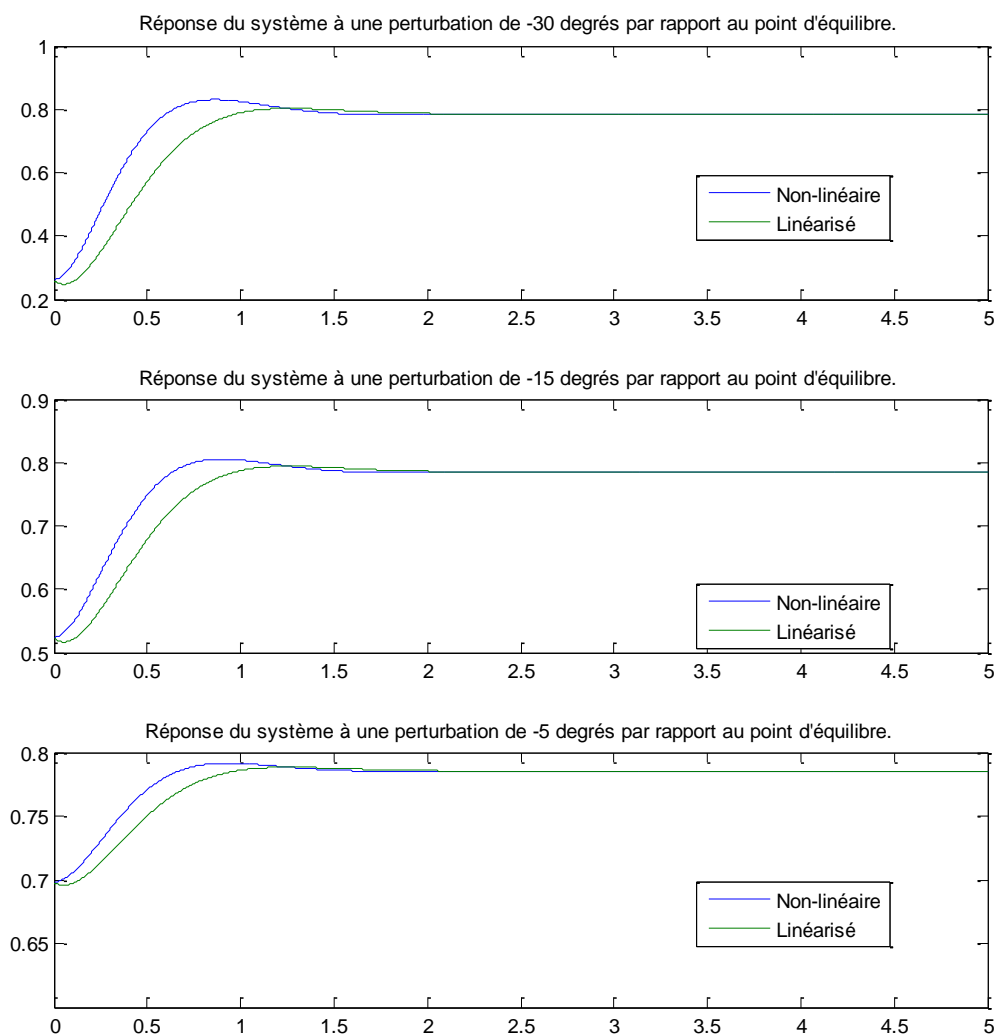 Réponse du système à une perturbation de -30 degrés par rapport au point d'équilibre.
1
0.8
0.6
0.4
0.2
Non-linéaire
Linéarisé
0 0.5 1 1.5 2 2.5 3 3.5 4 4.5 5
Réponse du système à une perturbation de -15 degrés par rapport au point d'équilibre.
0.9
0.8
0.7
0.6
0.5
Non-linéaire
Linéarisé
0 0.5 1 1.5 2 2.5 3 3.5 4 4.5 5
Réponse du système à une perturbation de -5 degrés par rapport au point d'équilibre.
0.8
0.75
0.7
0.65
Non-linéaire
Linéarisé
0 0.5 1 1.5 2 2.5 3 3.5 4 4.5 5